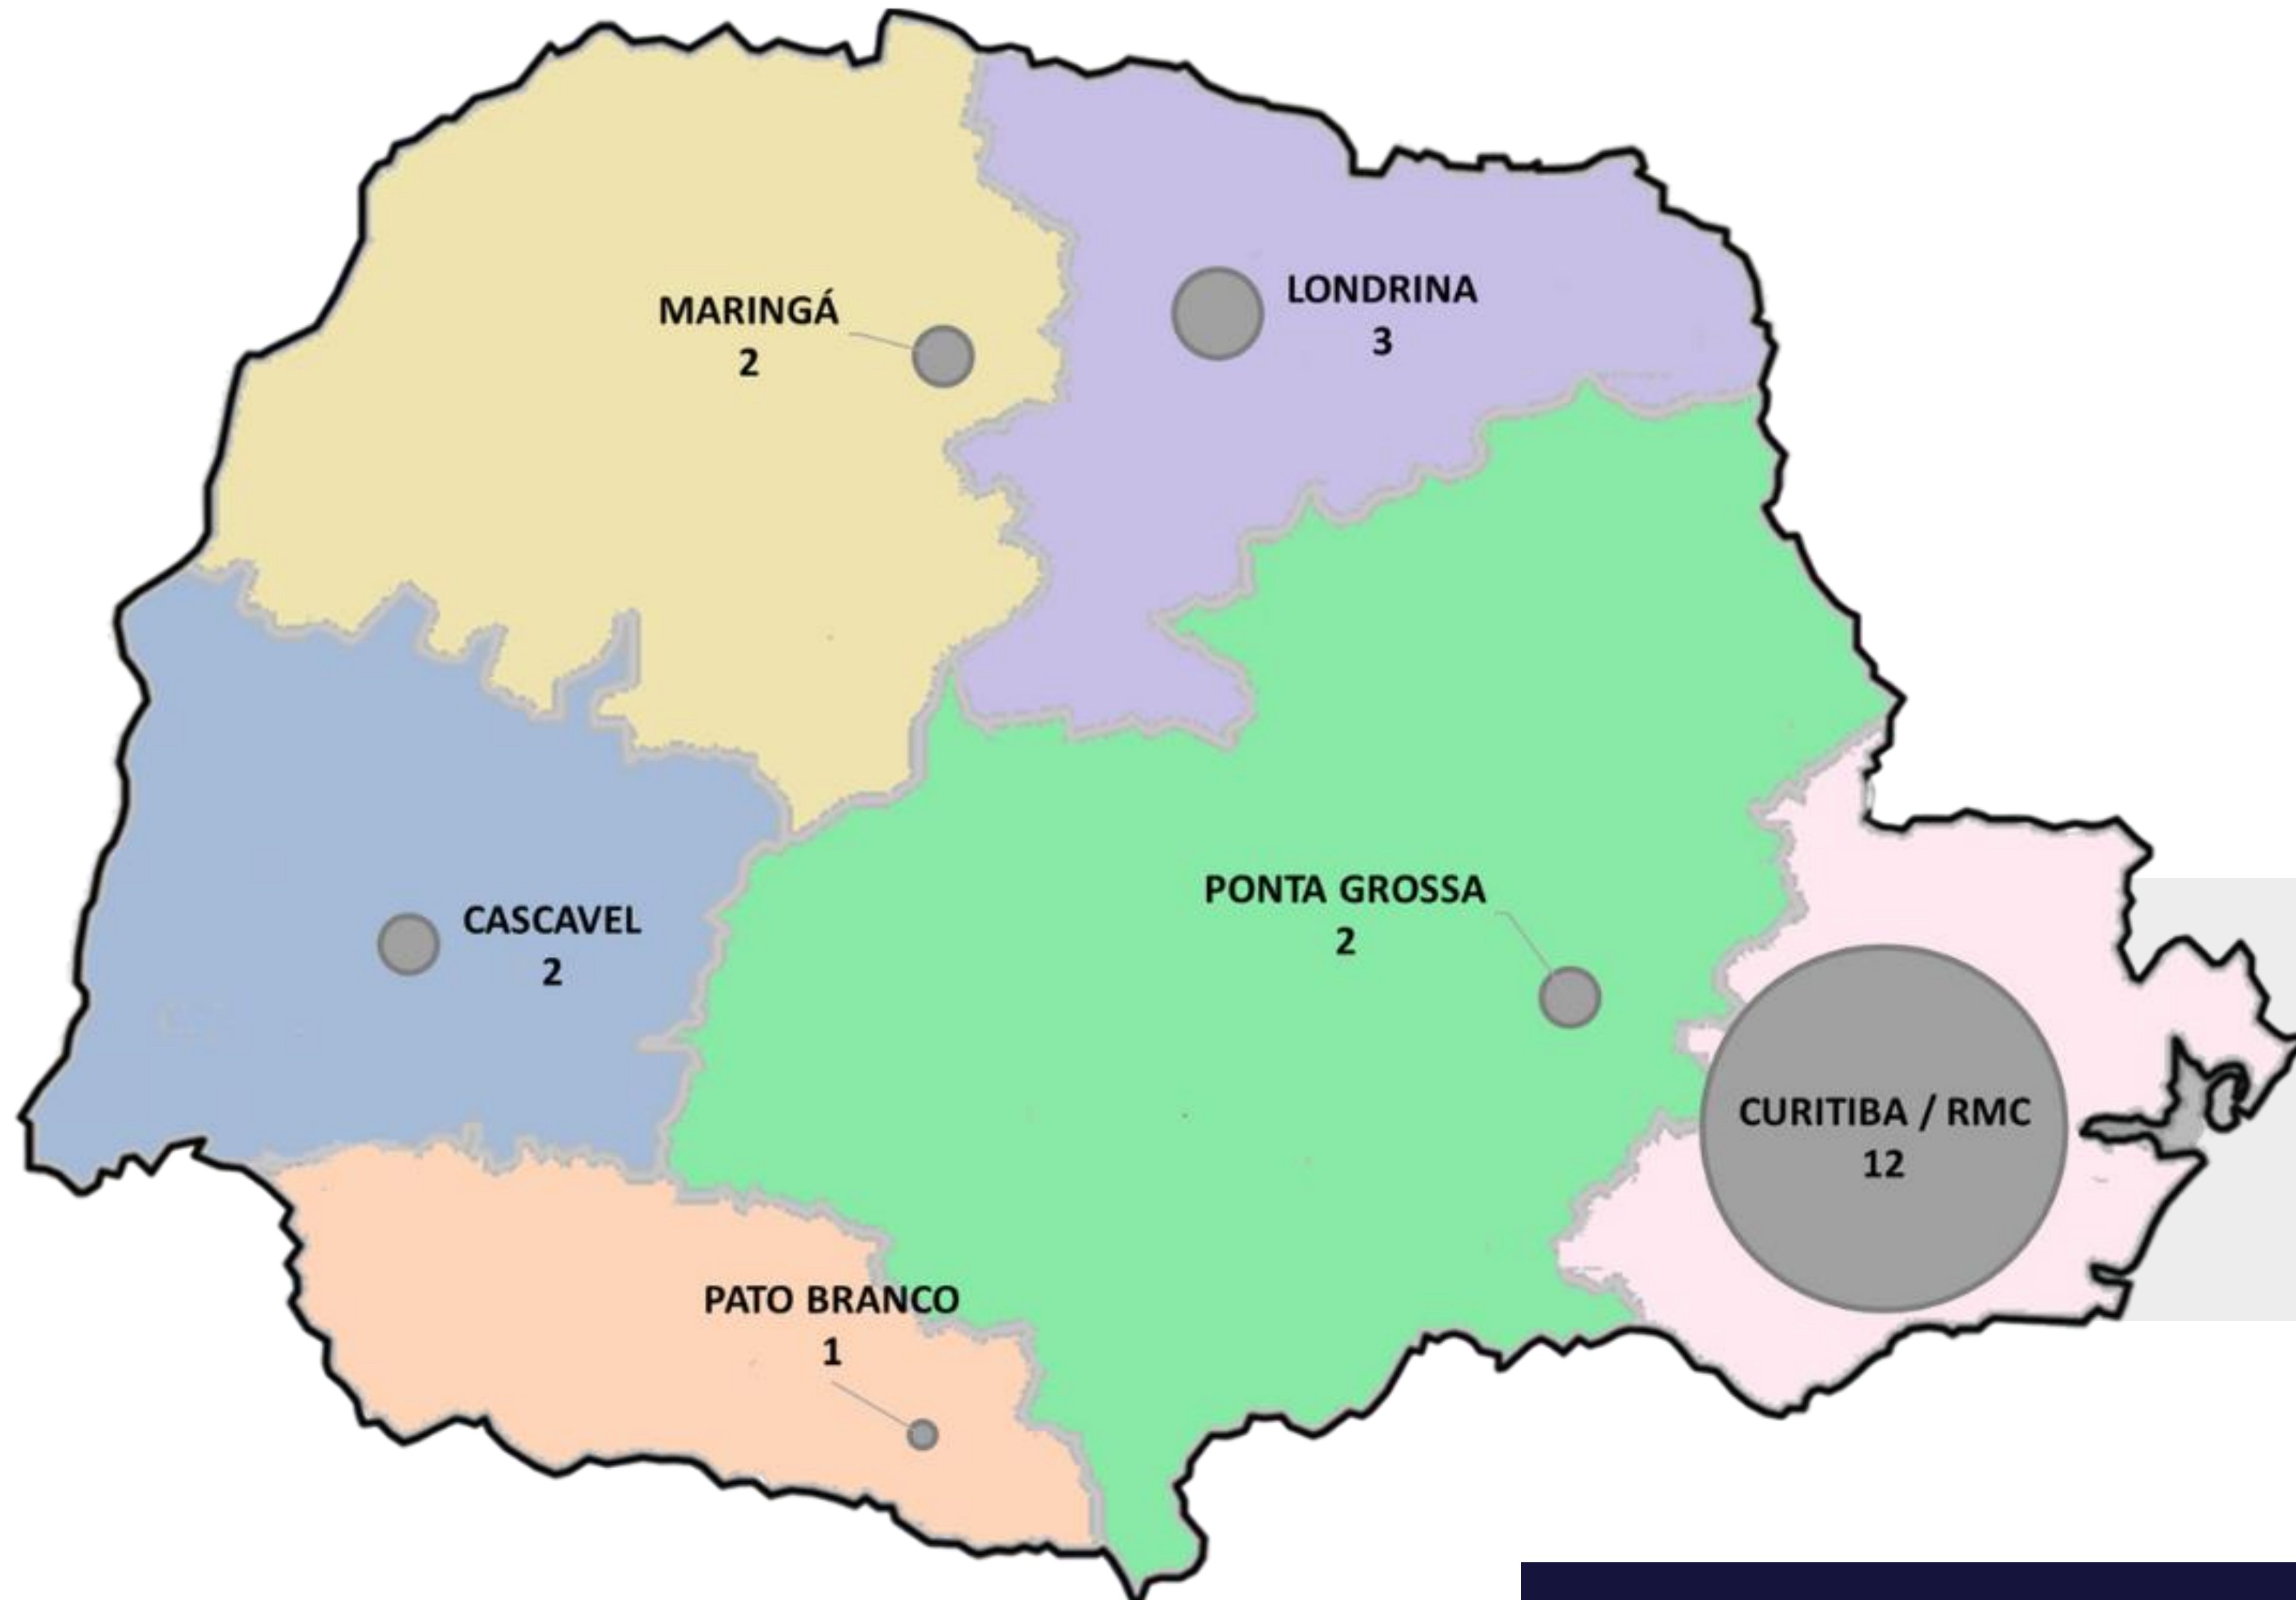 LONDRINA
3
MARINGÁ
2
PONTA GROSSA
2
CASCAVEL
2
CURITIBA / RMC
12
PATO BRANCO
1